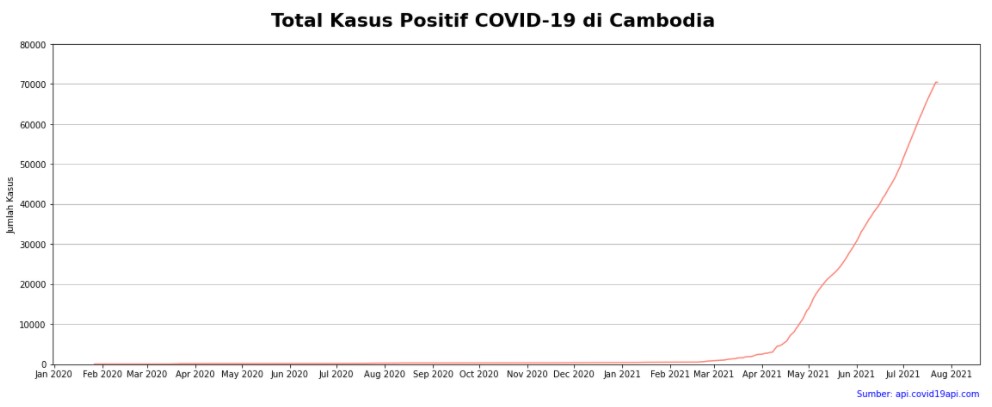 Total Kasus Positif COVID-19 di Cambodia
80000
70000
60000
50000
40000
30000
20000
10000
0
Jumlah Kasus
Jan 2020 Feb 2020 Mar 2020 Apr 2020 May 2020 Jun 2020 Jul 2020 Aug 2020 Sep 2020 Oct 2020 Nov 2020 Dec 2020 Jan 2021 Feb 2021 Mar 2021 Apr 2021 May 2021 Jun 2021 Jul 2021 Aug 2021
Sumber: api.covid19api.com